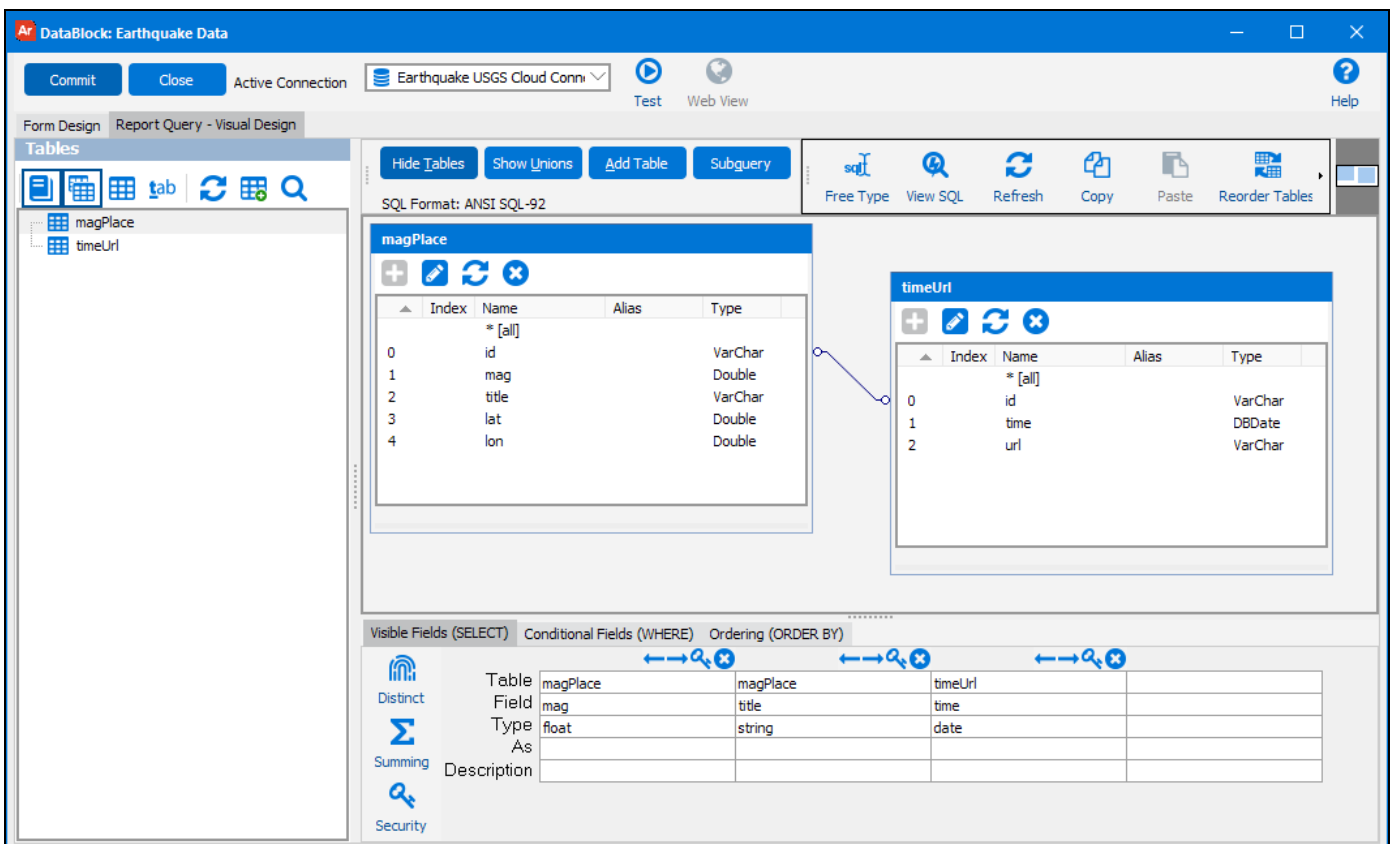 Ar DataBlock: Earthquake Data
Commit Close Active Connection Earthquake USGS Cloud Conn Test Web View Help
Form Design Report Query - Visual Design
Tables
tab
magPlace
timeUrl
Hide Tables Show Unions Add Table Subquery
SQL Format: ANSI SQL-92
sql Free Type View SQL Refresh Copy Paste Reorder Tables
magPlace
Index Name Alias Type
* [all]
0 id VarChar
1 mag Double
2 title VarChar
3 lat Double
4 lon Double
timeUrl
Index Name Alias Type
* [all]
0 id VarChar
1 time DBDate
2 url VarChar
Visible Fields (SELECT) Conditional Fields (WHERE) Ordering (ORDER BY)
Distinct
Summing
Security
Table magPlace magPlace timeUrl
Field mag title time
Type float string date
As
Description